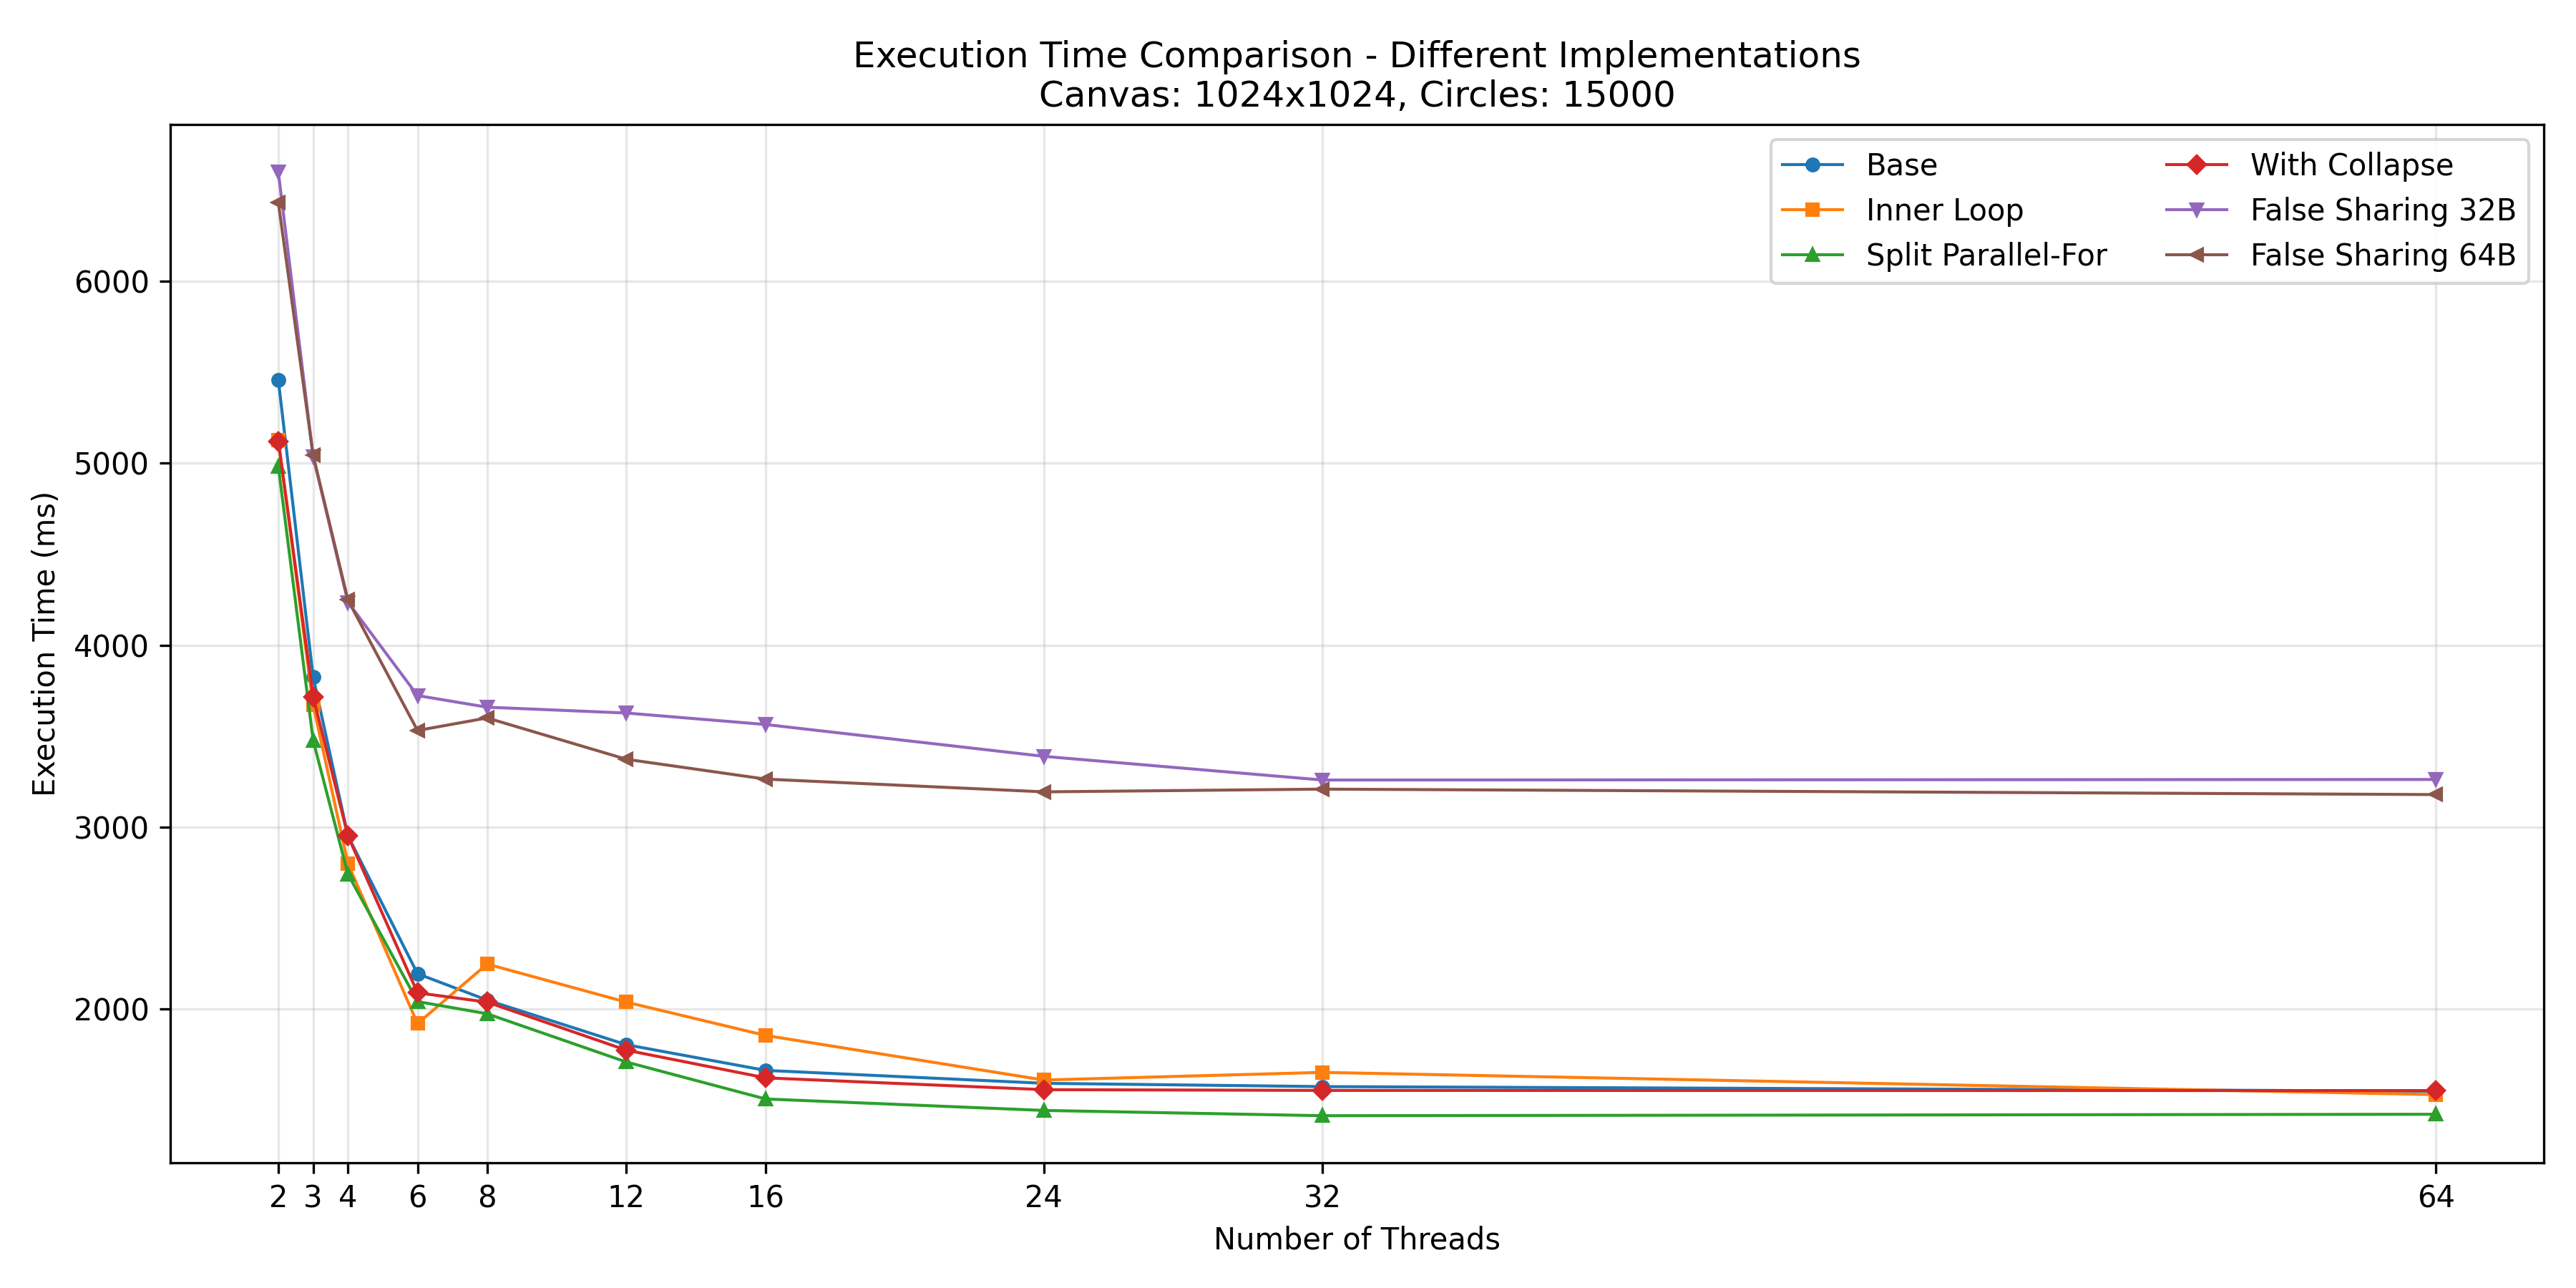 Execution Time Comparison - Different Implementations
Canvas: 1024x1024, Circles: 15000
Base
Inner Loop
Split Parallel-For
With Collapse
False Sharing 32B
False Sharing 64B
Execution Time (ms)
6000
5000
4000
3000
2000
2 3 4 6 8 12 16 24 32 64
Number of Threads